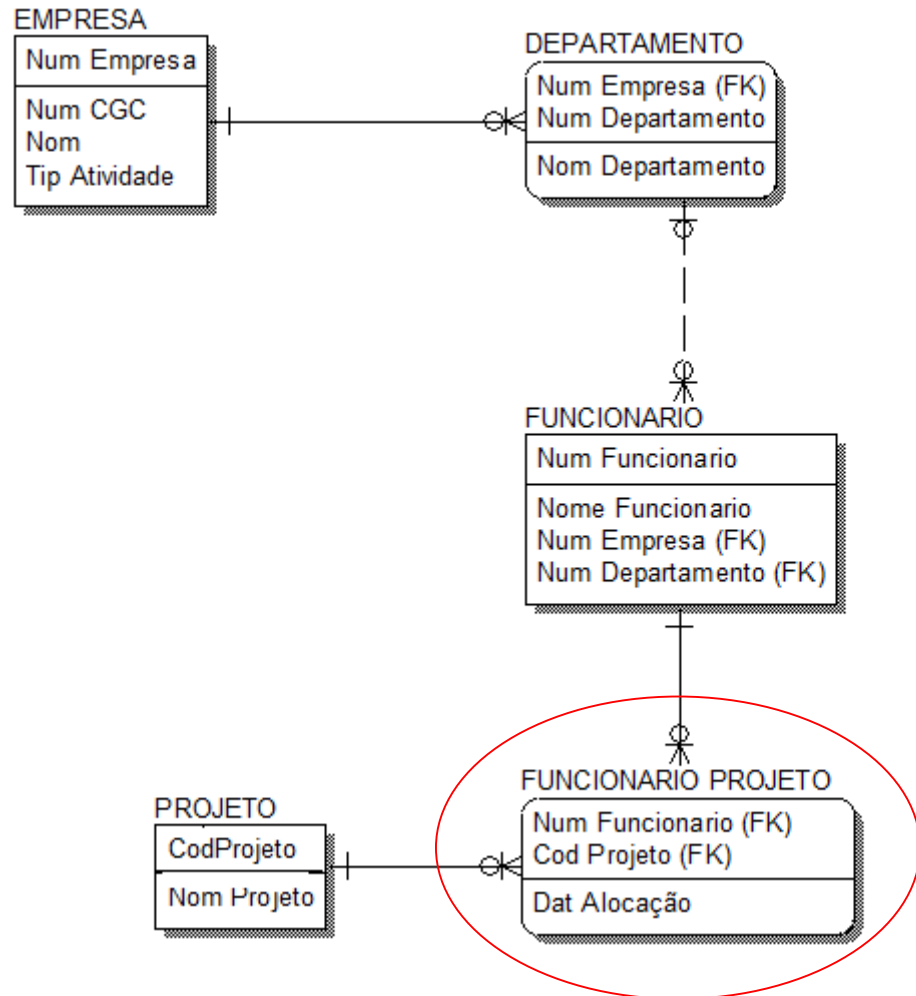 EMPRESA
Num Empresa
Num CGC
Nom
Tip Atividade
DEPARTAMENTO
Num Empresa (FK)
Num Departamento
Nom Departamento
FUNCIONARIO
Num Funcionario
Nome Funcionario
Num Empresa (FK)
Num Departamento (FK)
PROJETO
CodProjeto
Nom Projeto
FUNCIONARIO PROJETO
Num Funcionario (FK)
Cod Projeto (FK)
Dat Alocação